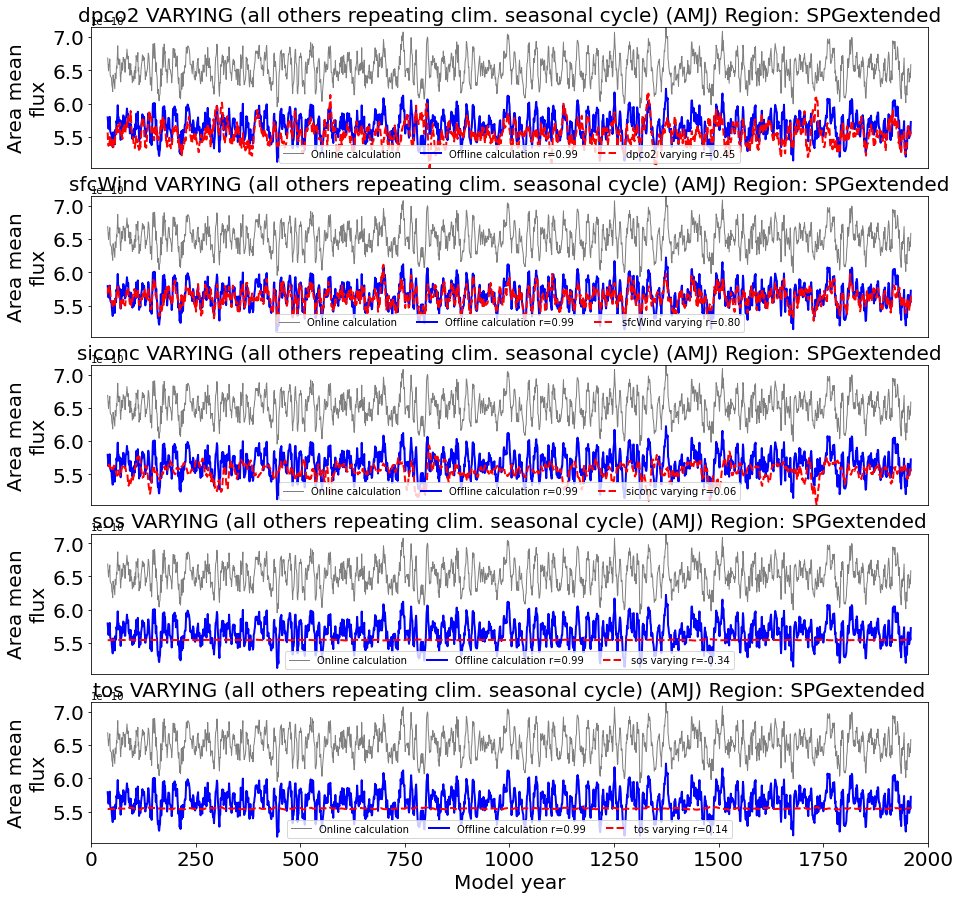 dpco2 VARYING (all others repeating clim. seasonal cycle) (AMJ) Region: SPGextended
1e−10
7.0
6.5
6.0
5.5
Area mean
flux
Online calculation
Offline calculation r=0.99
dpco2 varying r=0.45
sfcWind VARYING (all others repeating clim. seasonal cycle) (AMJ) Region: SPGextended
1e−10
7.0
6.5
6.0
5.5
Area mean
flux
Online calculation
Offline calculation r=0.99
sfcWind varying r=0.80
siconc VARYING (all others repeating clim. seasonal cycle) (AMJ) Region: SPGextended
1e−10
7.0
6.5
6.0
5.5
Area mean
flux
Online calculation
Offline calculation r=0.99
siconc varying r=0.06
sos VARYING (all others repeating clim. seasonal cycle) (AMJ) Region: SPGextended
1e−10
7.0
6.5
6.0
5.5
Area mean
flux
Online calculation
Offline calculation r=0.99
sos varying r=-0.34
tos VARYING (all others repeating clim. seasonal cycle) (AMJ) Region: SPGextended
1e−10
7.0
6.5
6.0
5.5
Area mean
flux
Online calculation
Offline calculation r=0.99
tos varying r=0.14
0
250
500
750
1000
1250
1500
1750
2000
Model year